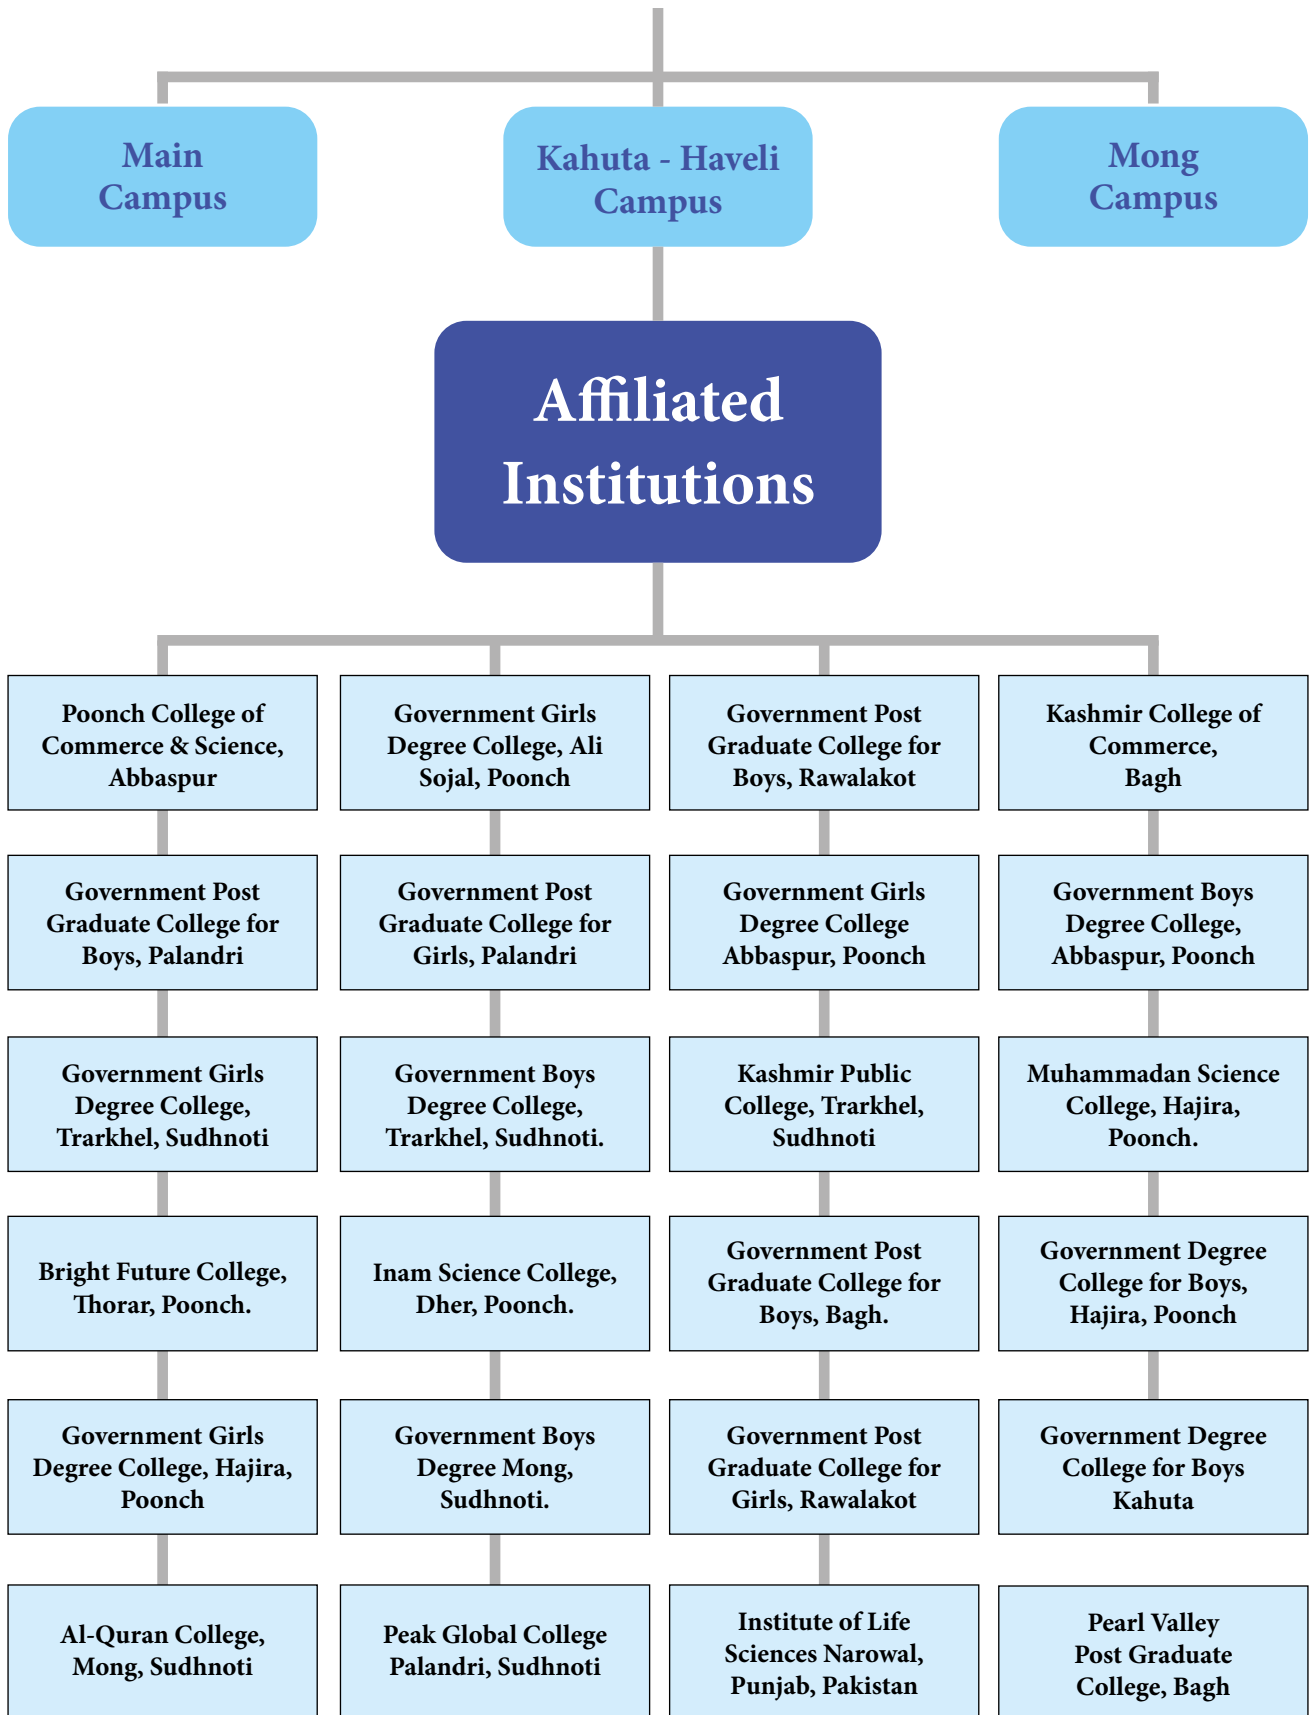 Main
Campus
Kahuta - Haveli
Campus
Mong
Campus
Affiliated
Institutions
Poonch College of
Commerce & Science,
Abbaspur
Government Girls
Degree College, Ali
Sojal, Poonch
Government Post
Graduate College for
Boys, Rawalakot
Kashmir College of
Commerce,
Bagh
Government Post
Graduate College for
Boys, Palandri
Government Post
Graduate College for
Girls, Palandri
Government Girls
Degree College
Abbaspur, Poonch
Government Boys
Degree College,
Abbaspur, Poonch
Government Girls
Degree College,
Trarkhel, Sudhnoti
Government Boys
Degree College,
Trarkhel, Sudhnoti.
Kashmir Public
College, Trarkhel,
Sudhnoti
Muhammadan Science
College, Hajira,
Poonch.
Bright Future College,
Thorar, Poonch.
Inam Science College,
Dher, Poonch.
Government Post
Graduate College for
Boys, Bagh.
Government Degree
College for Boys,
Hajira, Poonch
Government Girls
Degree College, Hajira,
Poonch
Government Boys
Degree Mong,
Sudhnoti.
Government Post
Graduate College for
Girls, Rawalakot
Government Degree
College for Boys
Kahuta
Al-Quran College,
Mong, Sudhnoti
Peak Global College
Palandri, Sudhnoti
Institute of Life
Sciences Narowal,
Punjab, Pakistan
Pearl Valley
Post Graduate
College, Bagh